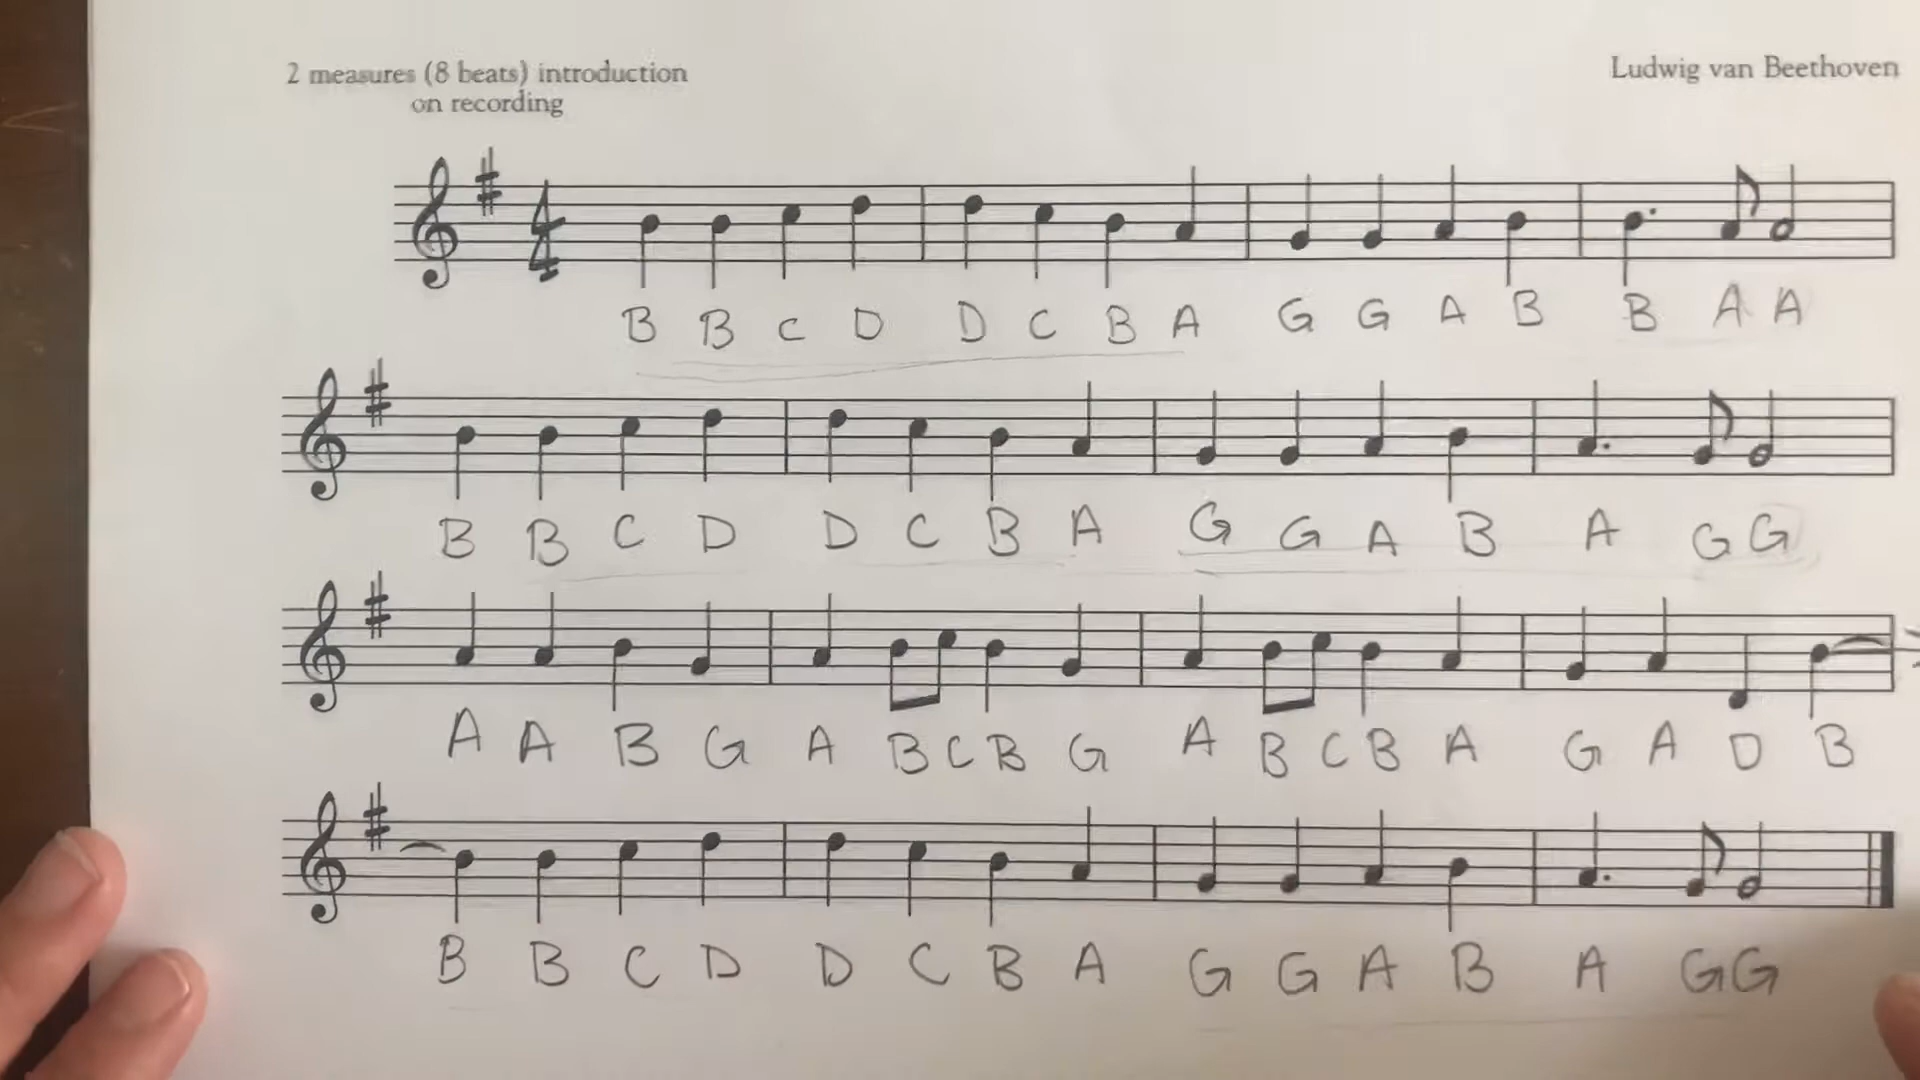 2 measures (8 beats) introduction
on recording
Ludwig van Beethoven
B B C D D C B A G G A B B A A
B B C D D C B A G G A B A G G
A A B G A B C B G A B C B A G A D B
B B C D D C B A G G A B A G G